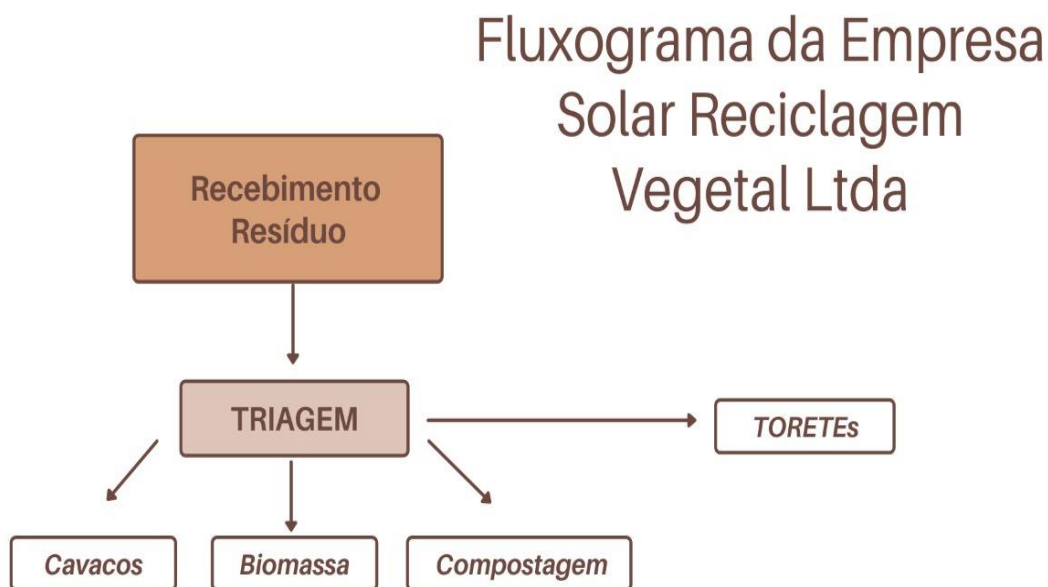 Fluxograma da Empresa
Solar Reciclagem
Vegetal Ltda
Recebimento
Resíduo
TRIAGEM
TORETEs
Cavacos
Biomassa
Compostagem